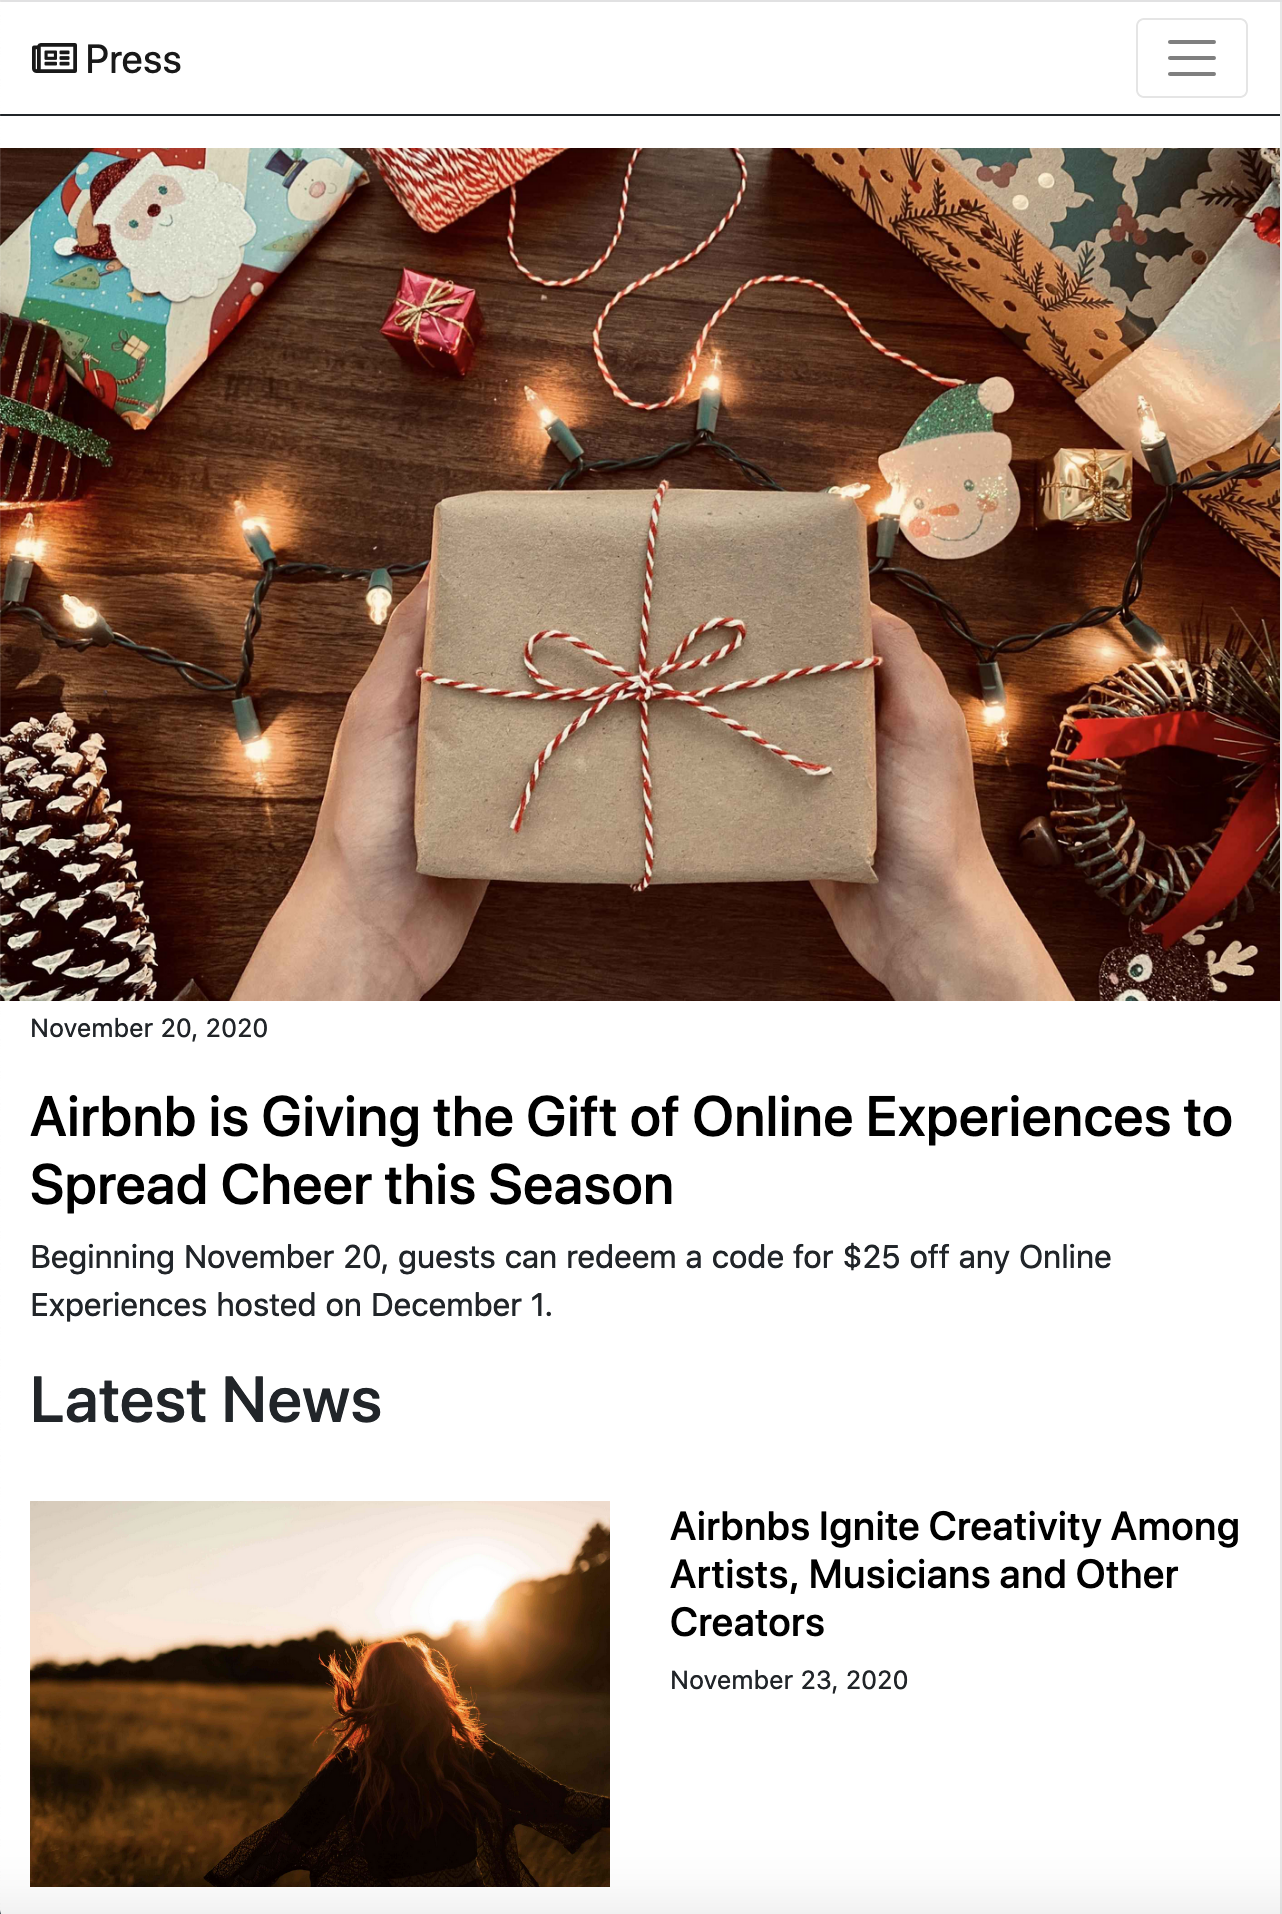 Press
November 20, 2020
Airbnb is Giving the Gift of Online Experiences to
Spread Cheer this Season
Beginning November 20, guests can redeem a code for $25 off any Online
Experiences hosted on December 1.
Latest News
Airbnbs Ignite Creativity Among
Artists, Musicians and Other
Creators
November 23, 2020